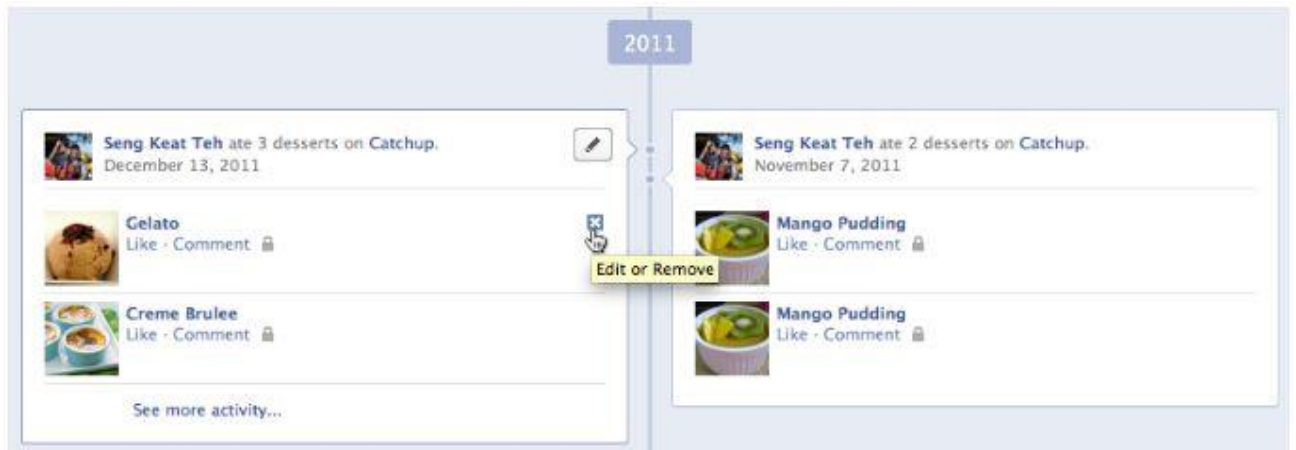 2011
Seng Keat Teh ate 3 desserts on Catchup.
December 13, 2011
Gelato
Like · Comment
Edit or Remove
Creme Brulee
Like · Comment
See more activity...
Seng Keat Teh ate 2 desserts on Catchup.
November 7, 2011
Mango Pudding
Like · Comment
Mango Pudding
Like · Comment